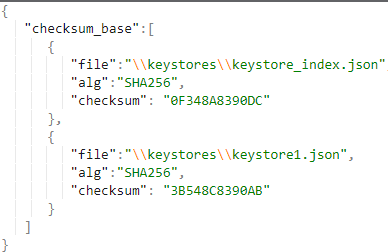 {
"checksum_base":[
{
"file":"\\keystores\\keystore_index.json"
"alg":"SHA256",
"checksum": "0F348A8390DC"
},
{
"file":"\\keystores\\keystore1.json",
"alg":"SHA256",
"checksum": "3B548C8390AB"
}
]
}